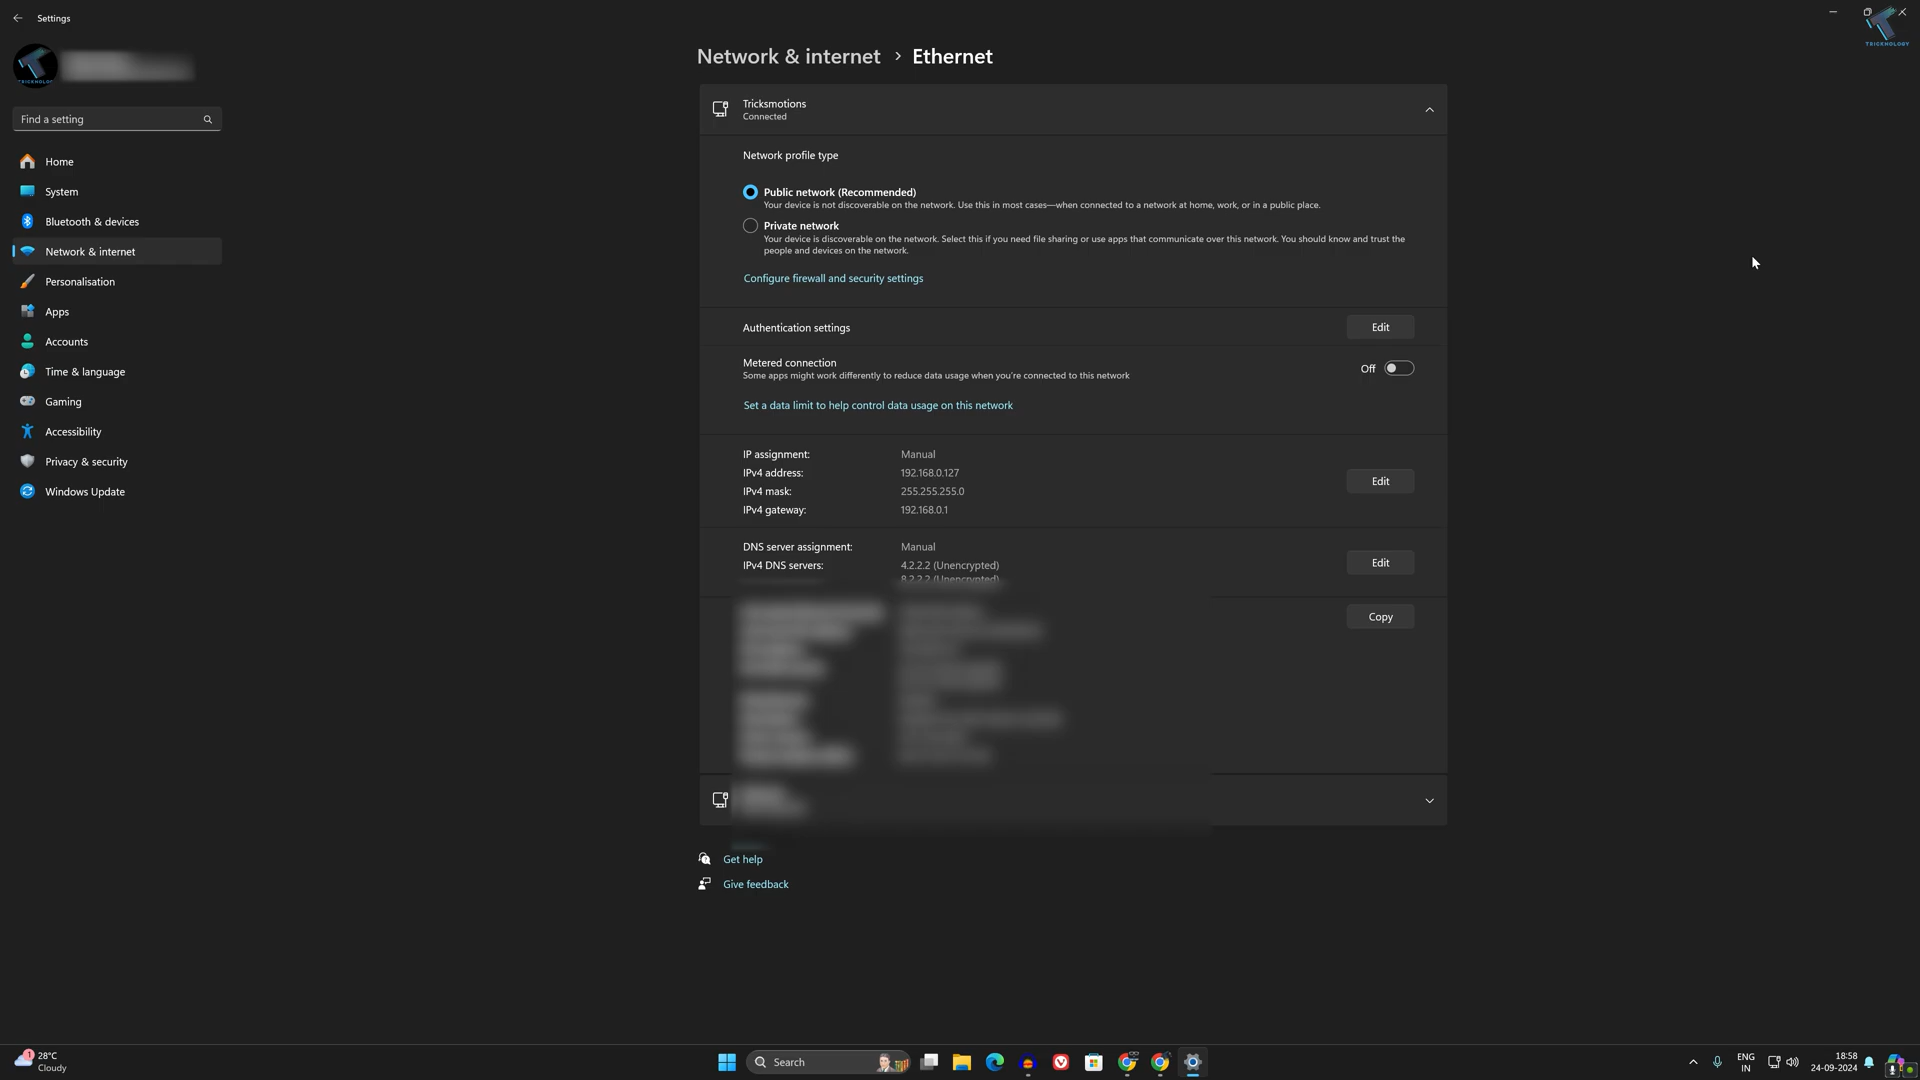 Settings
TRICKNOLOGY
TRICKNOLOGY
Find a setting
Home
System
Bluetooth & devices
Network & internet
Personalisation
Apps
Accounts
Time & language
Gaming
Accessibility
Privacy & security
Windows Update
Network & internet › Ethernet
Tricksmotions
Connected
Network profile type
Public network (Recommended)
Your device is not discoverable on the network. Use this in most cases—when connected to a network at home, work, or in a public place.
Private network
Your device is discoverable on the network. Select this if you need file sharing or use apps that communicate over this network. You should know and trust the
people and devices on the network.
Configure firewall and security settings
Authentication settings Edit
Metered connection
Some apps might work differently to reduce data usage when you're connected to this network
Off
Set a data limit to help control data usage on this network
IP assignment: Manual
IPv4 address: 192.168.0.127
IPv4 mask: 255.255.255.0
IPv4 gateway: 192.168.0.1
Edit
DNS server assignment: Manual
IPv4 DNS servers: 4.2.2.2 (Unencrypted)
8.2.2.2 (Unencrypted)
Edit
Copy
Get help
Give feedback
1
28°C
Cloudy
Search
ENG
IN
18:58
24-09-2024